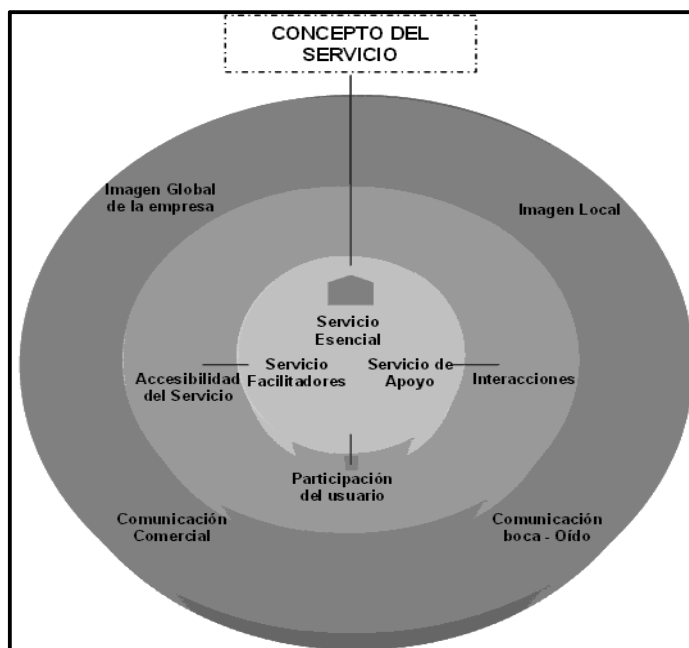 CONCEPTO DEL
SERVICIO
Imagen Global
de la empresa
Imagen Local
Servicio
Esencial
Servicio
Facilitadores
Servicio de
Apoyo
Accesibilidad
del Servicio
Interacciones
Participación
del usuario
Comunicación
Comercial
Comunicación
boca - Oído